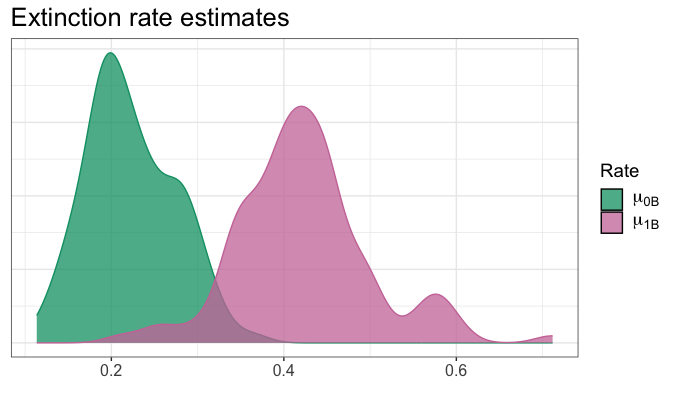 Extinction rate estimates
Rate
μ0B
μ1B
0.2 0.4 0.6